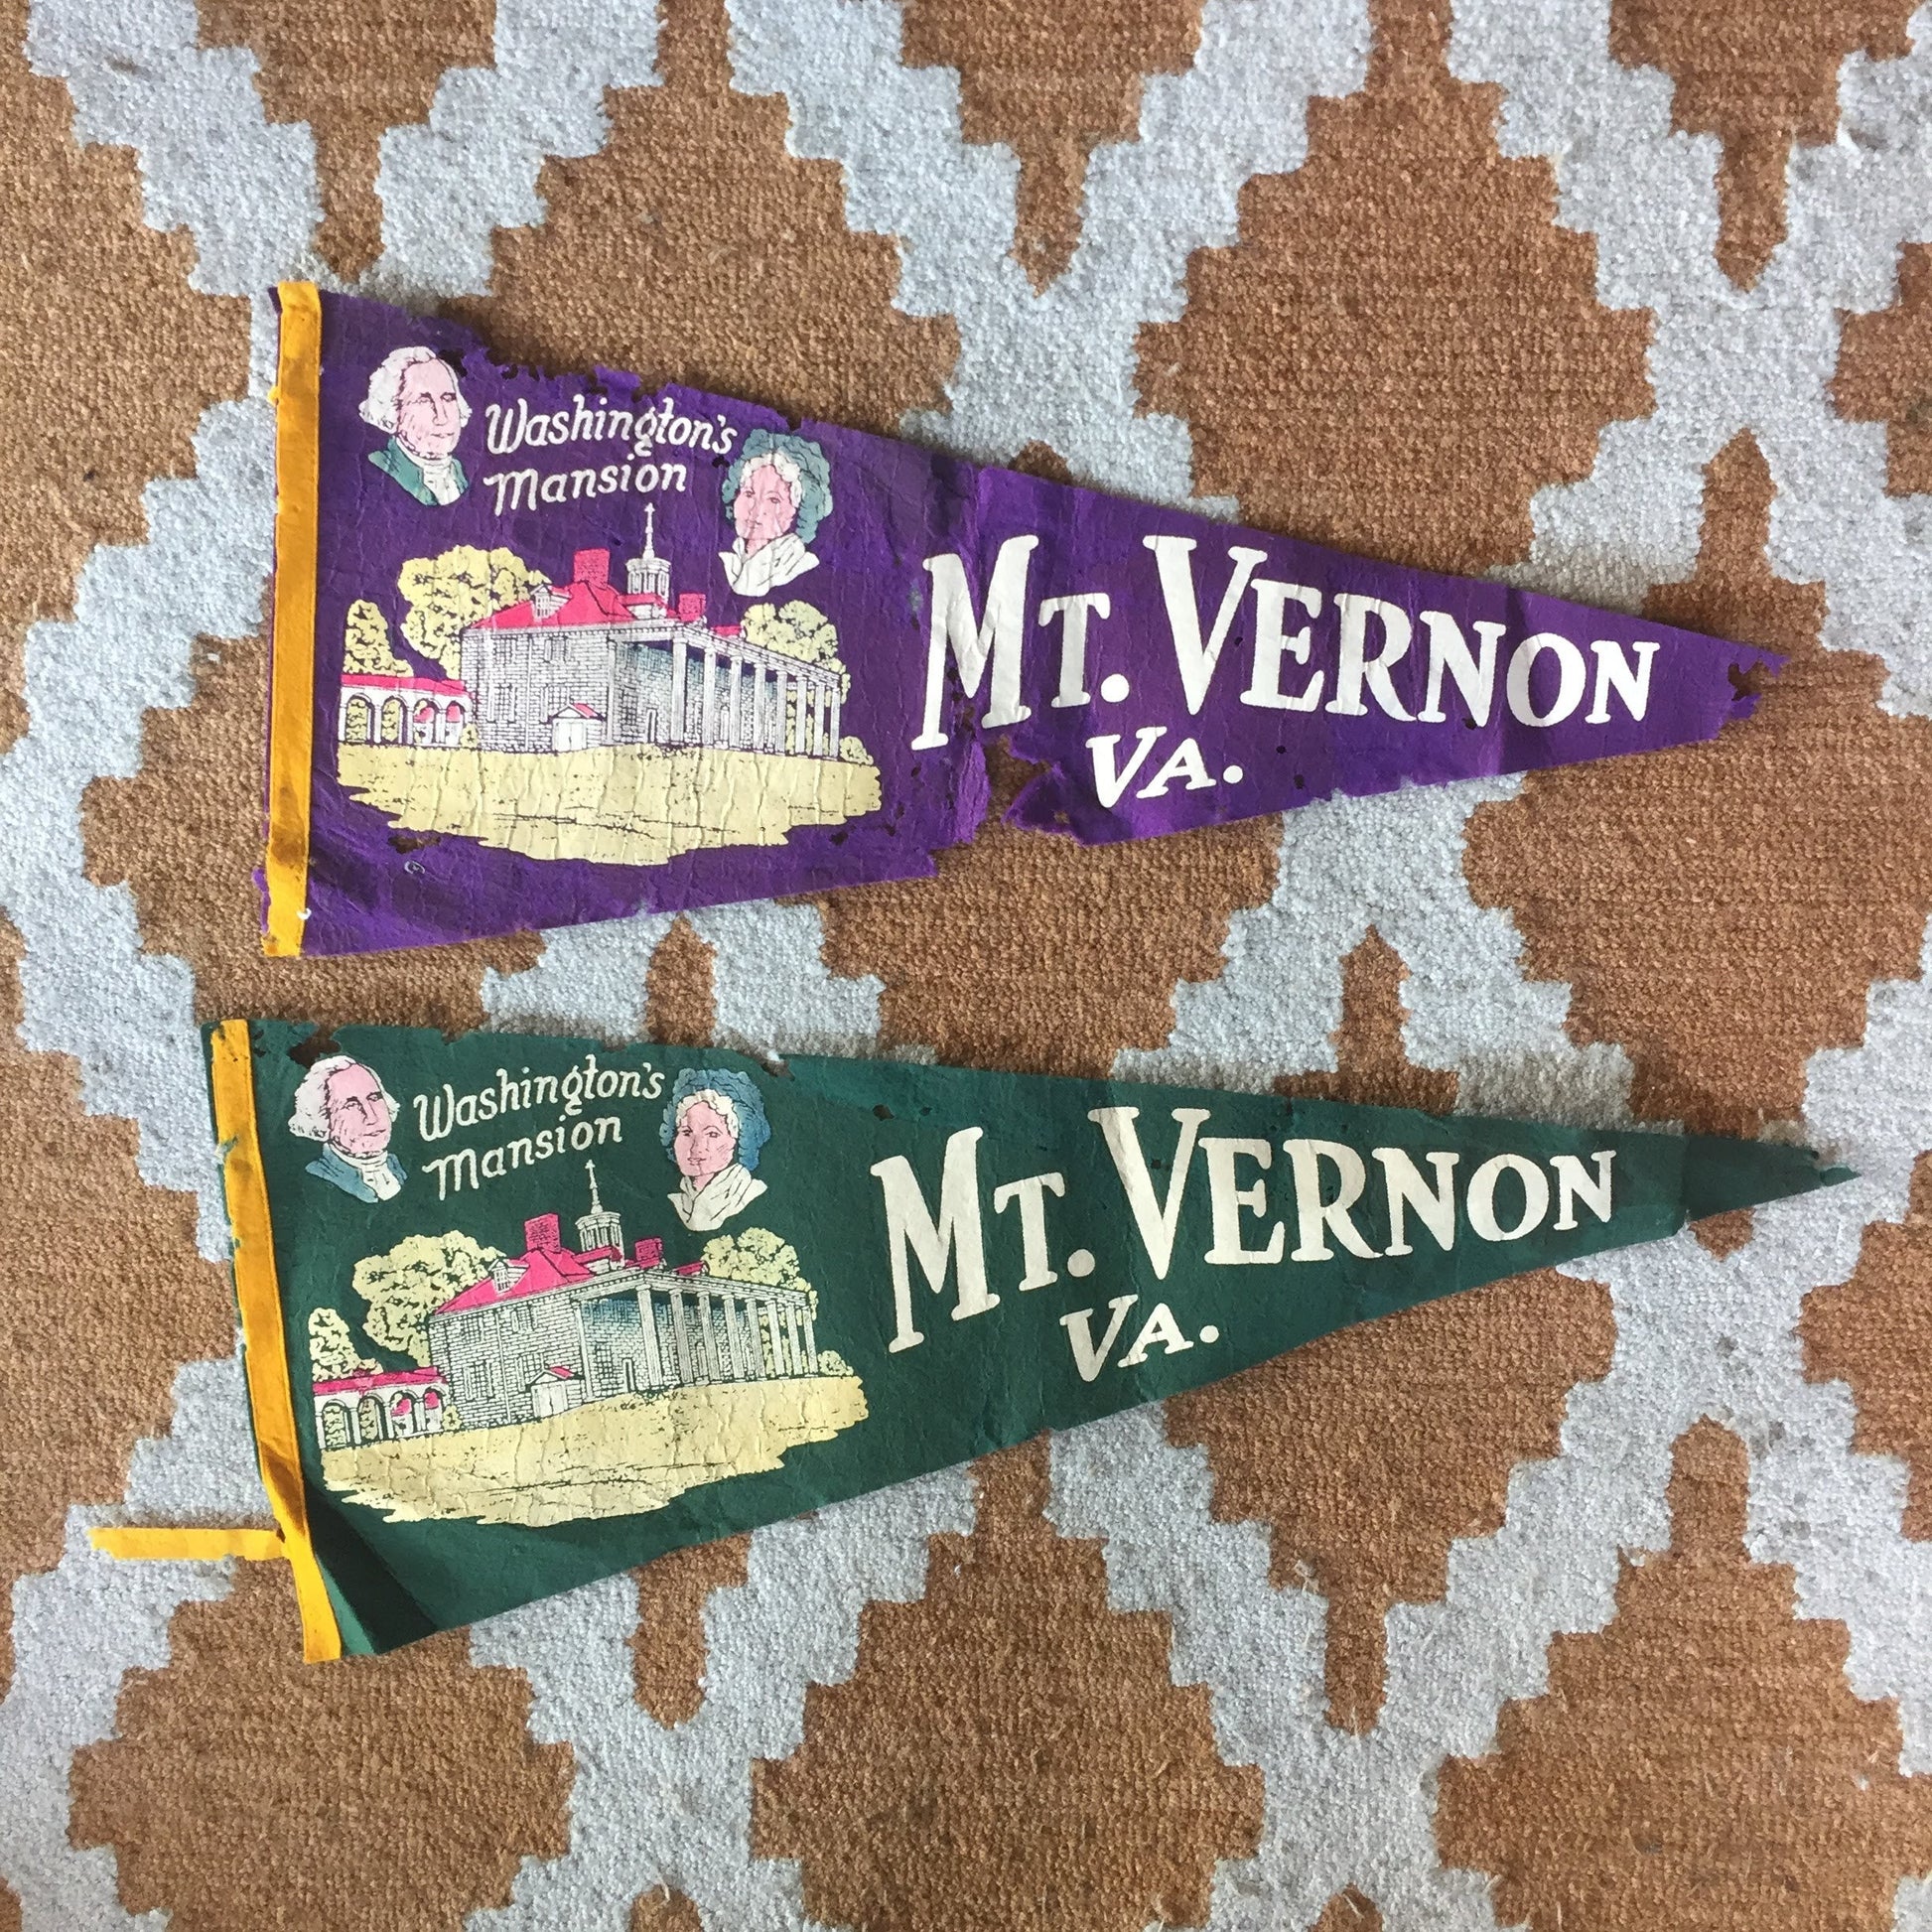 Washington's
Mansion
MT. VERNON
VA.
Washington's
Mansion
MT. VERNON
VA.